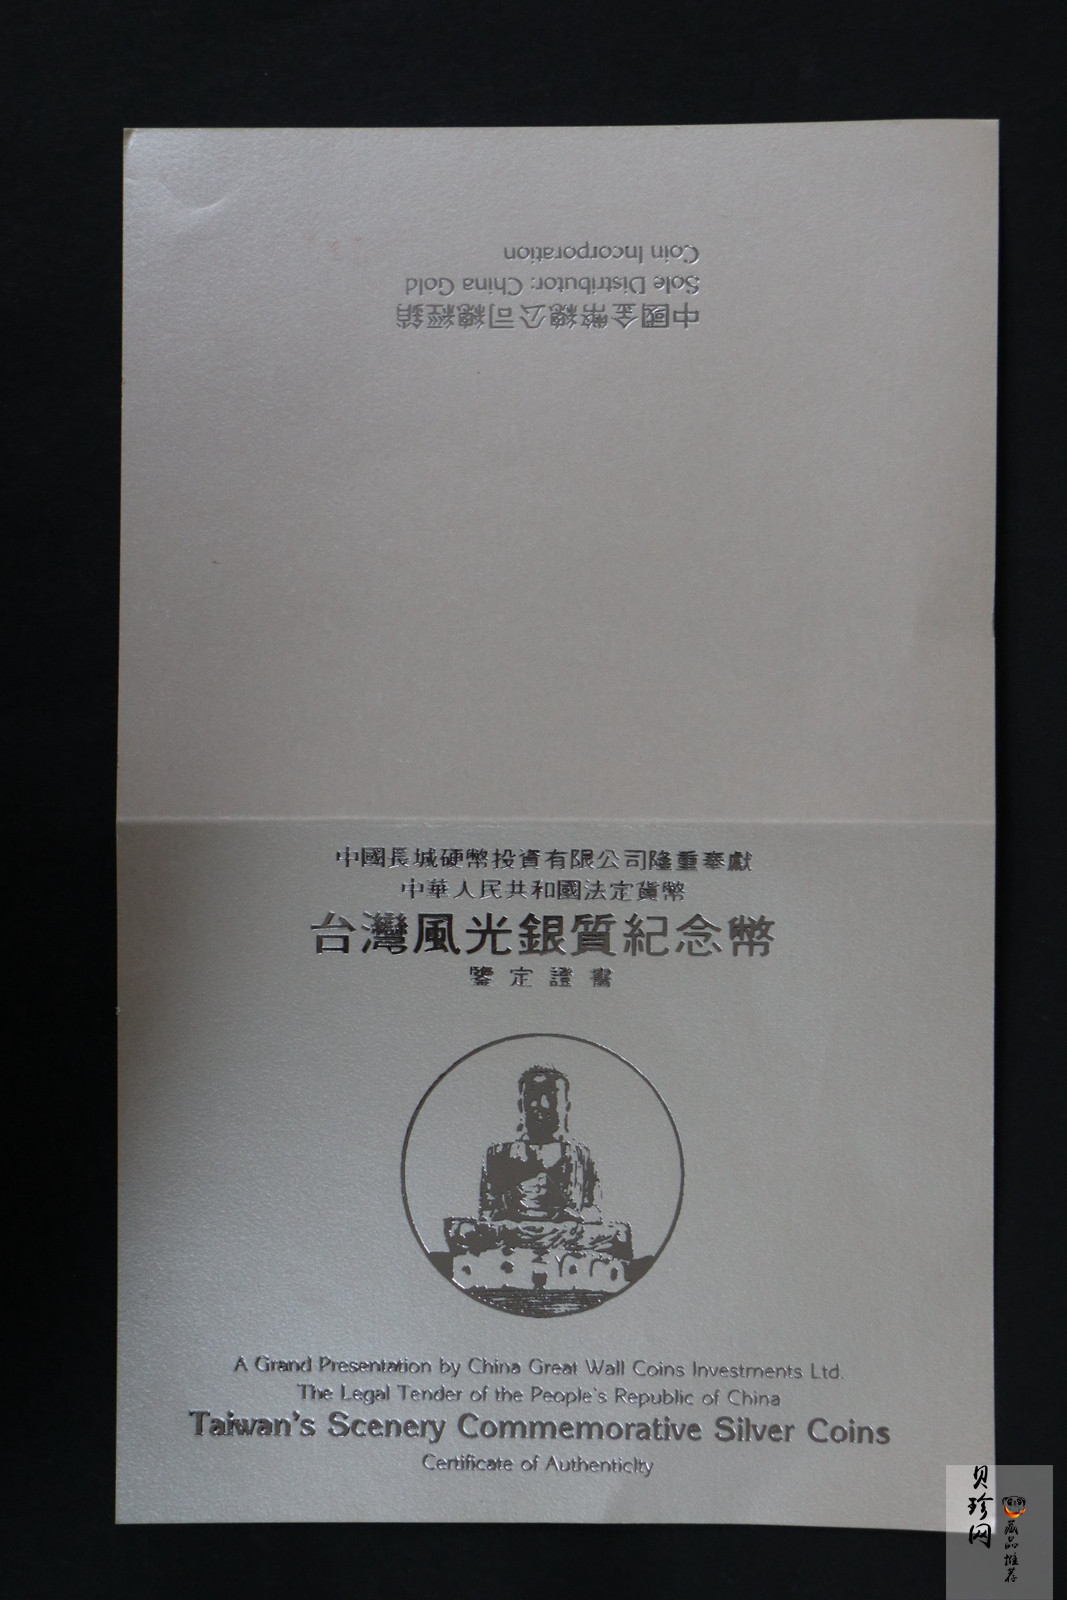 中國金幣總公司總經銷
Sole Distributor: China Gold
Coin Incorporation
中國長城硬幣投資有限公司隆重奉獻
中華人民共和國法定貨幣
台灣風光銀質紀念幣
鑒定證書
A Grand Presentation by China Great Wall Coins Investments Ltd.
The Legal Tender of the People's Republic of China
Taiwan's Scenery Commemorative Silver Coins
Certificate of Authenticity
贝珍网
藏品推荐